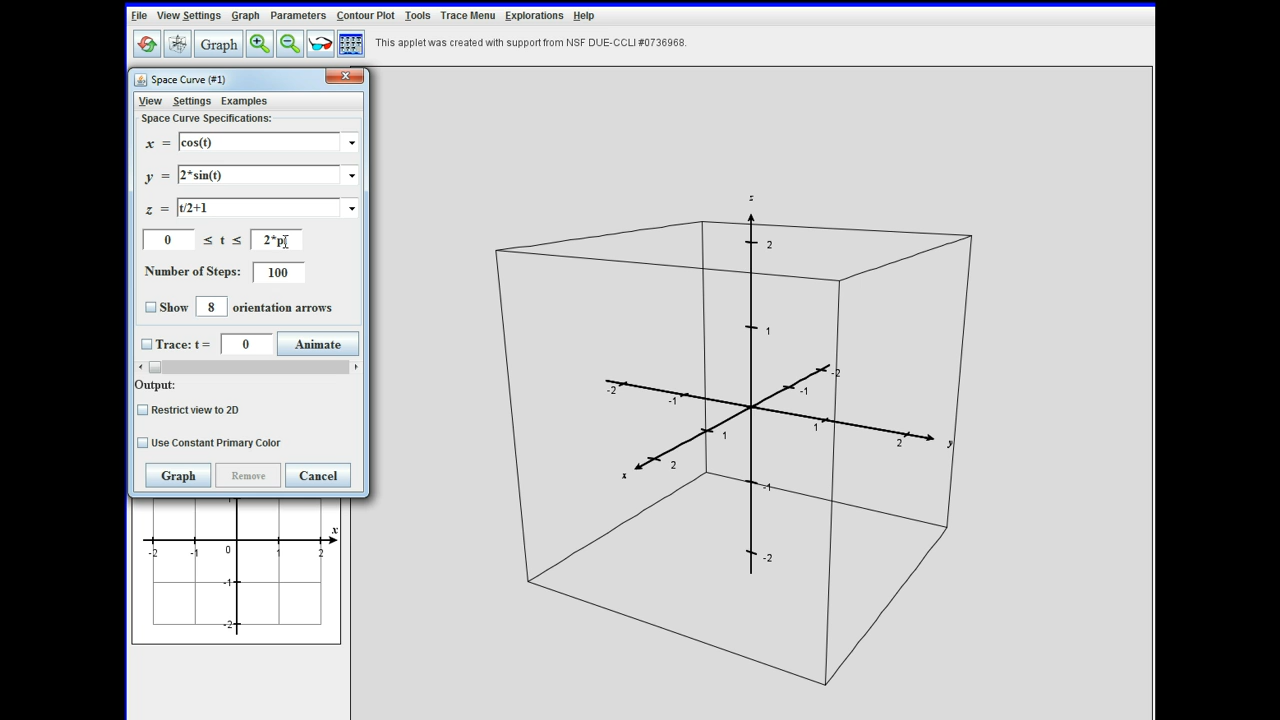 File View Settings Graph Parameters Contour Plot Tools Trace Menu Explorations Help
Graph This applet was created with support from NSF DUE-CCLI #0736968.
Space Curve (#1)
View Settings Examples
Space Curve Specifications:
x = cos(t)
y = 2*sin(t)
z = t/2+1
0 ≤ t ≤ 2*pi
Number of Steps: 100
Show 8 orientation arrows
Trace: t = 0 Animate
Output:
Restrict view to 2D
Use Constant Primary Color
Graph Remove Cancel
x
-2 -1 0 1 2
-1
-2
z
2
1
-2
-2
-1
-1
1
1
2
y
2
x
-1
-2